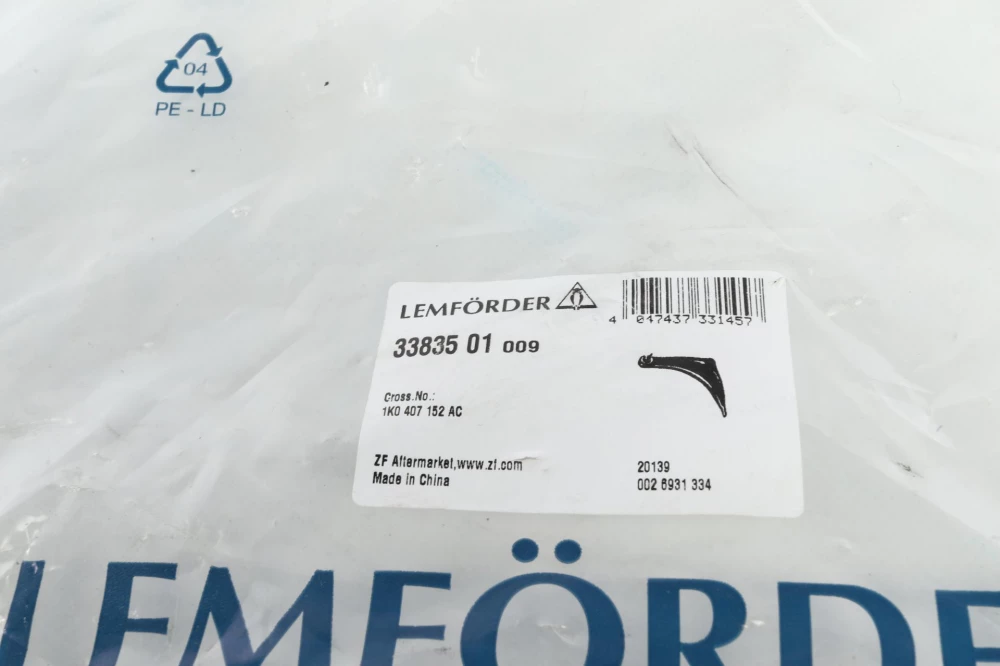 04
PE - LD
LEMFÖRDER
4 047437 331457
33835 01 009
Cross.No.:
1K0 407 152 AC
ZF Aftermarket,www.zf.com
Made in China
20139
002 6931 334
LEMFÖRDE